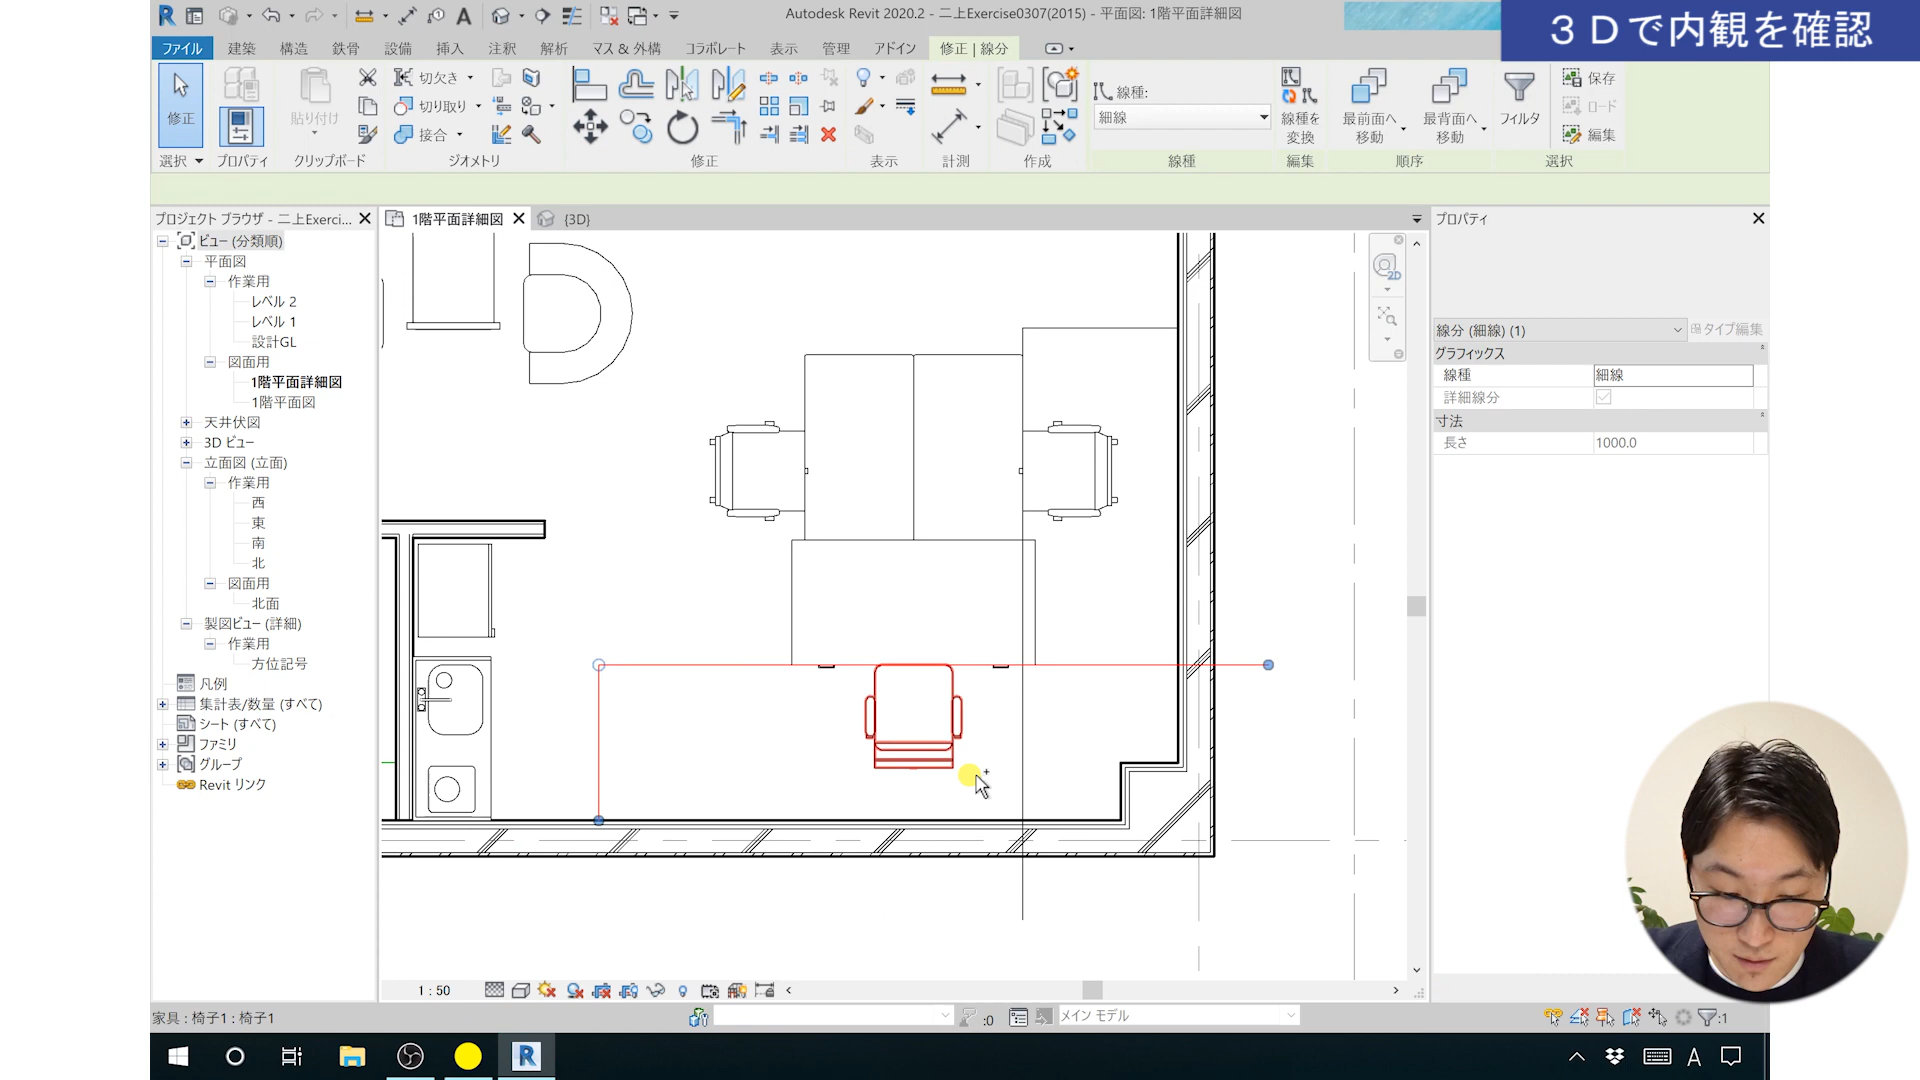 Autodesk Revit 2020.2 - 二上Exercise0307(2015) - 平面図: 1階平面詳細図
3Dで内観を確認
ファイル 建築 構造 鉄骨 設備 挿入 注釈 解析 マス & 外構 コラボレート 表示 管理 アドイン 修正 | 線分
修正
貼り付け
切欠き
切り取り
接合
線種:
細線
線種を
変換
最前面へ
移動
最背面へ
移動
フィルタ
保存
ロード
編集
選択 プロパティ クリップボード ジオメトリ 修正 表示 計測 作成 線種 編集 順序 選択
プロジェクト ブラウザ - 二上Exerci...
1階平面詳細図
{3D}
プロパティ
ビュー (分類順)
平面図
作業用
レベル 2
レベル 1
設計GL
図面用
1階平面詳細図
1階平面図
天井伏図
3D ビュー
立面図 (立面)
作業用
西
東
南
北
図面用
北面
製図ビュー (詳細)
作業用
方位記号
凡例
集計表/数量 (すべて)
シート (すべて)
ファミリ
グループ
Revit リンク
2D
線分 (細線) (1)
タイプ編集
グラフィックス
線種 細線
詳細線分
寸法
長さ 1000.0
1 : 50
家具 : 椅子1 : 椅子1
:0
メイン モデル
:1
A